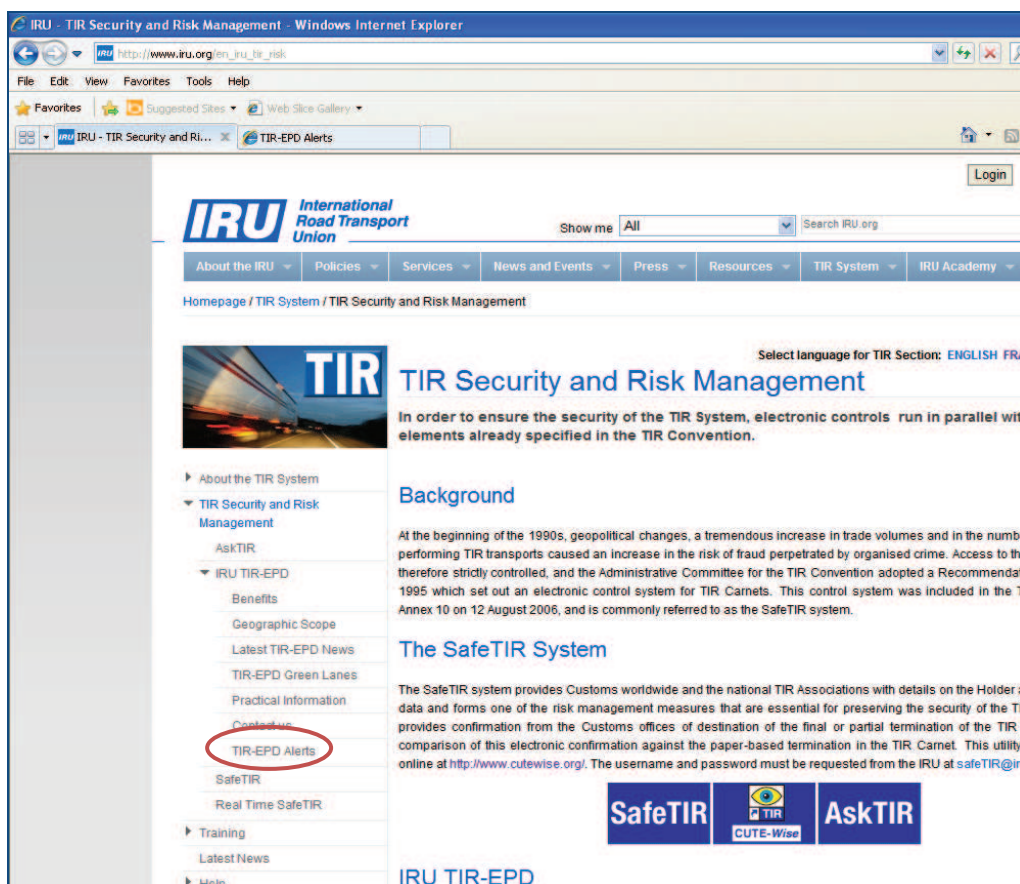 IRU - TIR Security and Risk Management - Windows Internet Explorer
http://www.iru.org/en_iru_tir_risk
File Edit View Favorites Tools Help
Favorites Suggested Sites Web Slice Gallery
IRU - TIR Security and Ri... TIR-EPD Alerts
Login
IRU International
Road Transport
Union
Show me All Search IRU.org
About the IRU Policies Services News and Events Press Resources TIR System IRU Academy
Homepage / TIR System / TIR Security and Risk Management
Select language for TIR Section: ENGLISH FRA
TIR
TIR Security and Risk Management
In order to ensure the security of the TIR System, electronic controls run in parallel wit
elements already specified in the TIR Convention.
About the TIR System
TIR Security and Risk
Management
AskTIR
IRU TIR-EPD
Benefits
Geographic Scope
Latest TIR-EPD News
TIR-EPD Green Lanes
Practical Information
Contact us
TIR-EPD Alerts
SafeTIR
Real Time SafeTIR
Training
Latest News
Help
Background
At the beginning of the 1990s, geopolitical changes, a tremendous increase in trade volumes and in the numb
performing TIR transports caused an increase in the risk of fraud perpetrated by organised crime. Access to th
therefore strictly controlled, and the Administrative Committee for the TIR Convention adopted a Recommendat
1995 which set out an electronic control system for TIR Carnets. This control system was included in the T
Annex 10 on 12 August 2006, and is commonly referred to as the SafeTIR system.
The SafeTIR System
The SafeTIR system provides Customs worldwide and the national TIR Associations with details on the Holder a
data and forms one of the risk management measures that are essential for preserving the security of the T
provides confirmation from the Customs offices of destination of the final or partial termination of the TIR
comparison of this electronic confirmation against the paper-based termination in the TIR Carnet. This utility
online at http://www.cutewise.org/. The username and password must be requested from the IRU at safeTIR@ir
SafeTIR TIR CUTE-Wise AskTIR
IRU TIR-EPD